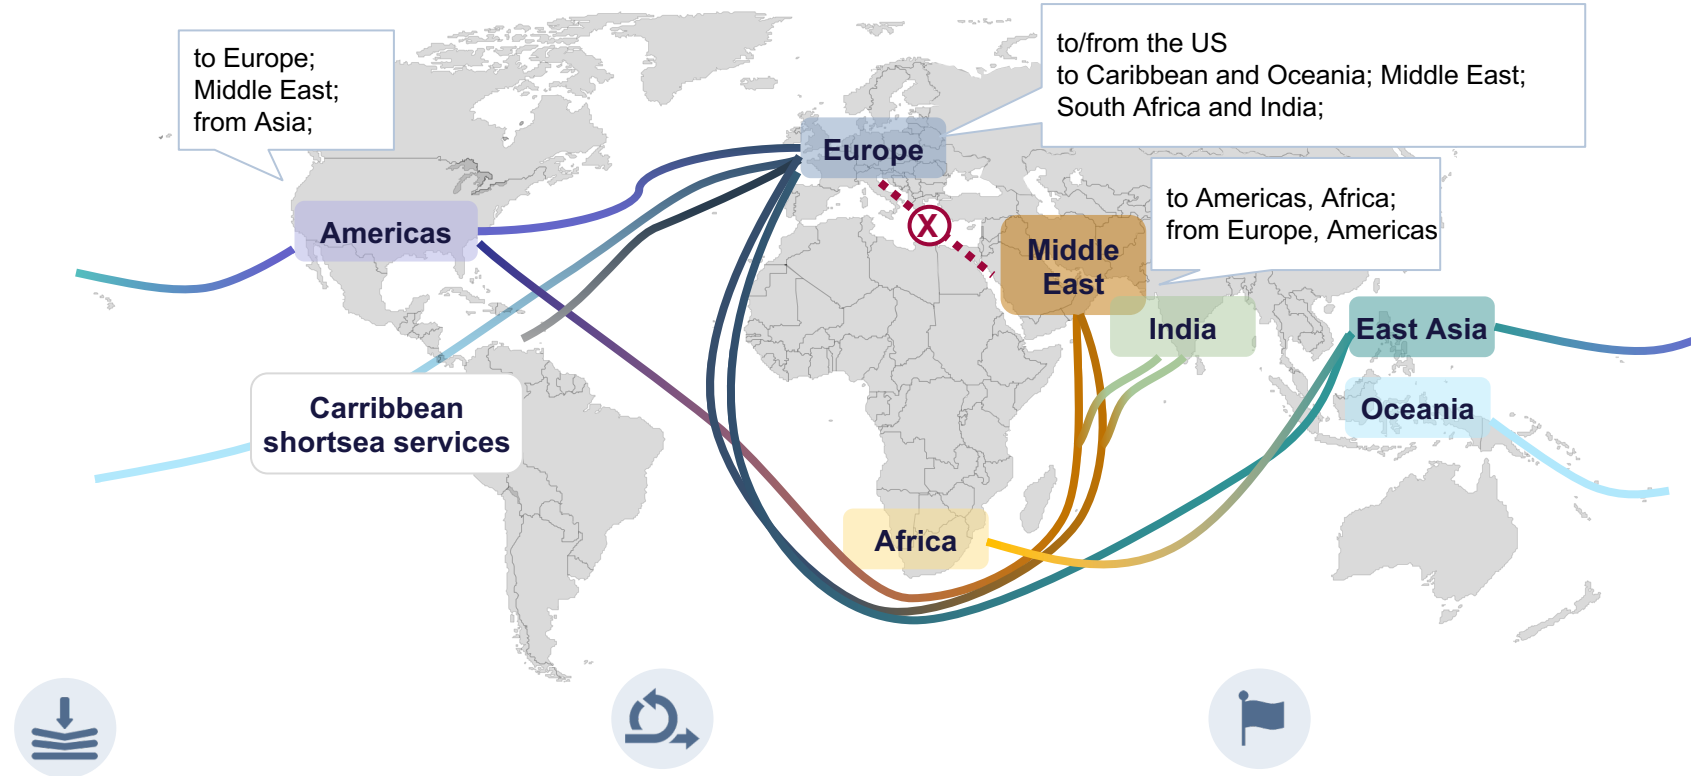 to Europe;
Middle East;
from Asia;
to/from the US
to Caribbean and Oceania; Middle East;
South Africa and India;
Europe
to Americas, Africa;
from Europe, Americas
Americas
X
Middle
East
India
East Asia
Carribbean
shortsea services
Oceania
Africa